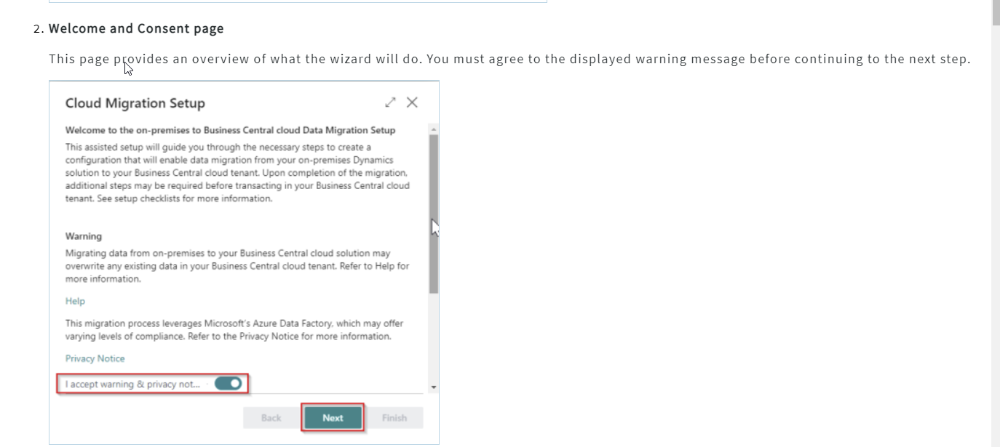 2. Welcome and Consent page
This page provides an overview of what the wizard will do. You must agree to the displayed warning message before continuing to the next step.
Cloud Migration Setup
Welcome to the on-premises to Business Central cloud Data Migration Setup
This assisted setup will guide you through the necessary steps to create a
configuration that will enable data migration from your on-premises Dynamics
solution to your Business Central cloud tenant. Upon completion of the migration,
additional steps may be required before transacting in your Business Central cloud
tenant. See setup checklists for more information.
Warning
Migrating data from on-premises to your Business Central cloud solution may
overwrite any existing data in your Business Central cloud tenant. Refer to Help for
more information.
Help
This migration process leverages Microsoft's Azure Data Factory, which may offer
varying levels of compliance. Refer to the Privacy Notice for more information.
Privacy Notice
I accept warning & privacy not...
Back Next Finish